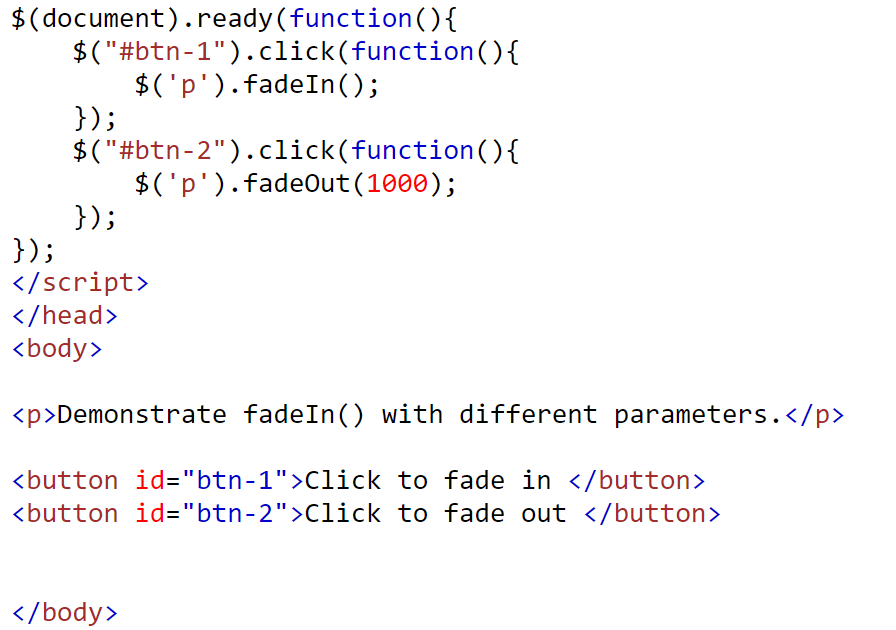 $(document).ready(function(){
    $("#btn-1").click(function(){
        $('p').fadeIn();
    });
    $("#btn-2").click(function(){
        $('p').fadeOut(1000);
    });
});
</script>
</head>
<body>
<p>Demonstrate fadeIn() with different parameters.</p>
<button id="btn-1">Click to fade in </button>
<button id="btn-2">Click to fade out </button>
</body>